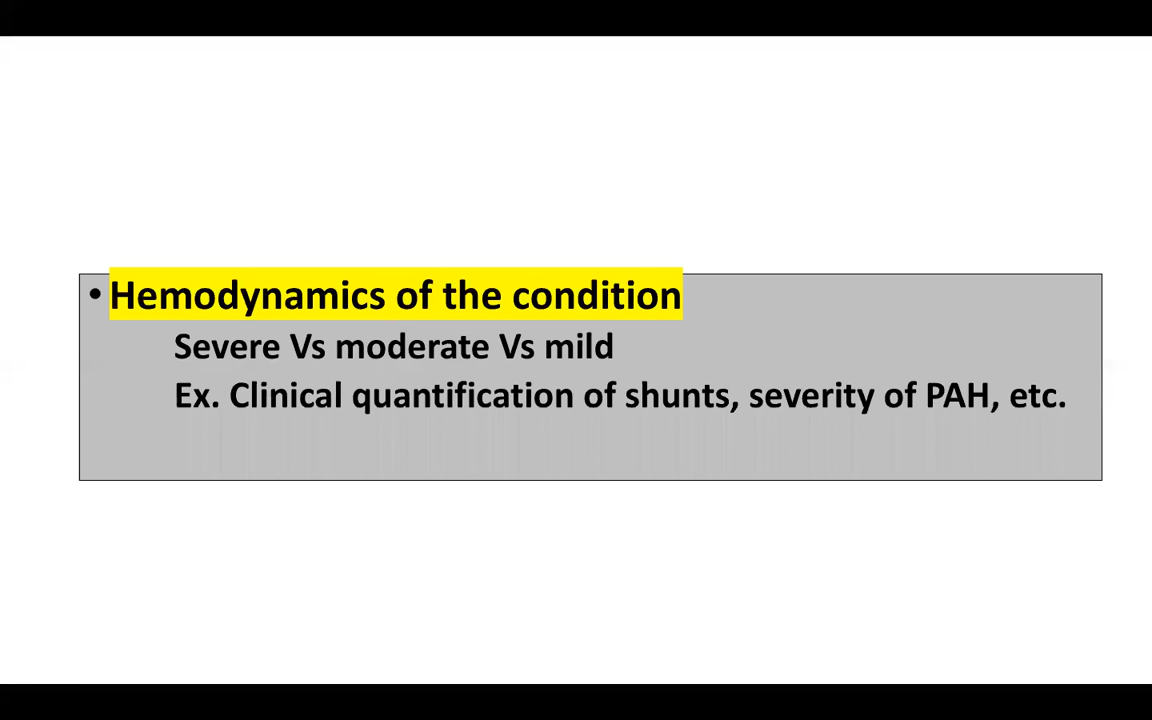 • Hemodynamics of the condition
Severe Vs moderate Vs mild
Ex. Clinical quantification of shunts, severity of PAH, etc.